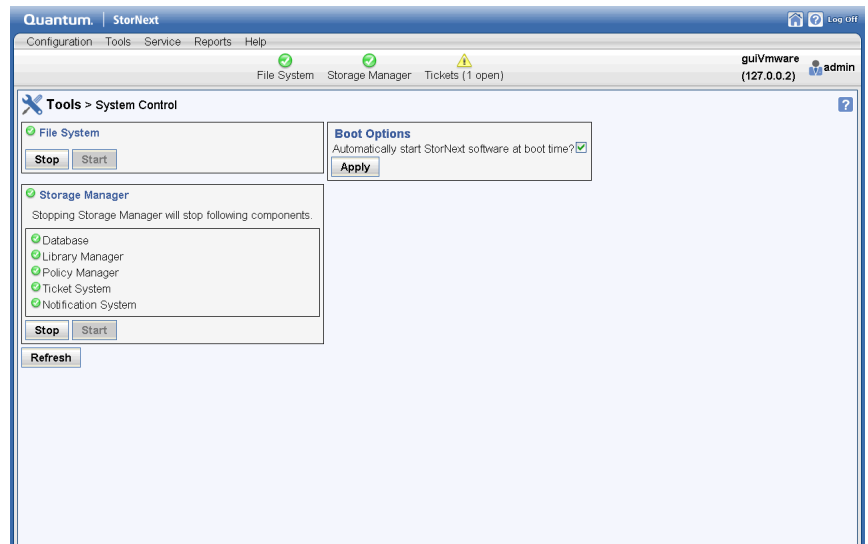 Quantum. | StorNext
Log Off
Configuration Tools Service Reports Help
File System Storage Manager Tickets (1 open)
guiVmware
(127.0.0.2)
admin
Tools > System Control
?
File System
Stop Start
Boot Options
Automatically start StorNext software at boot time?
Apply
Storage Manager
Stopping Storage Manager will stop following components.
Database
Library Manager
Policy Manager
Ticket System
Notification System
Stop Start
Refresh